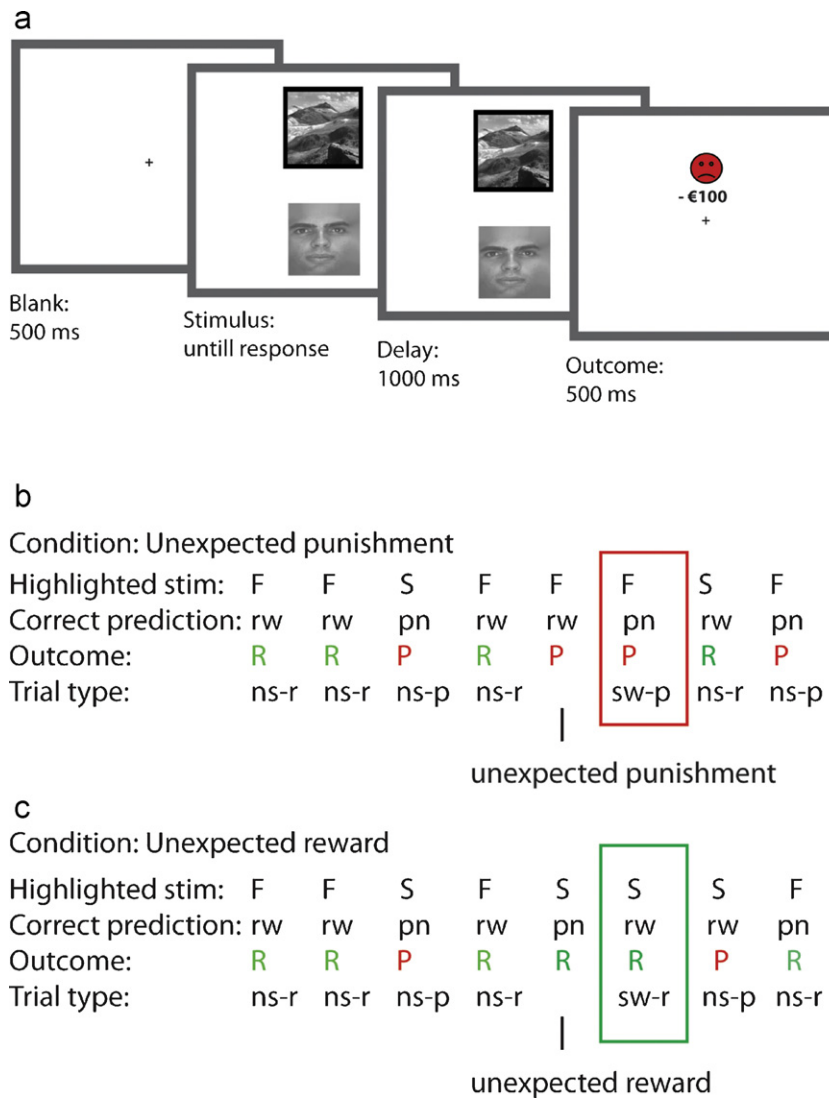 a
+
- €100
+
Blank:
500 ms
Stimulus:
untill response
Delay:
1000 ms
Outcome:
500 ms
b
Condition: Unexpected punishment
Highlighted stim: F F S F F F S F
Correct prediction: rw rw pn rw rw pn rw pn
Outcome: R R P R P P R P
Trial type: ns-r ns-r ns-p ns-r sw-p ns-r ns-p
unexpected punishment
c
Condition: Unexpected reward
Highlighted stim: F F S F S S S F
Correct prediction: rw rw pn rw pn rw rw pn
Outcome: R R P R R R P R
Trial type: ns-r ns-r ns-p ns-r sw-r ns-p ns-r
unexpected reward